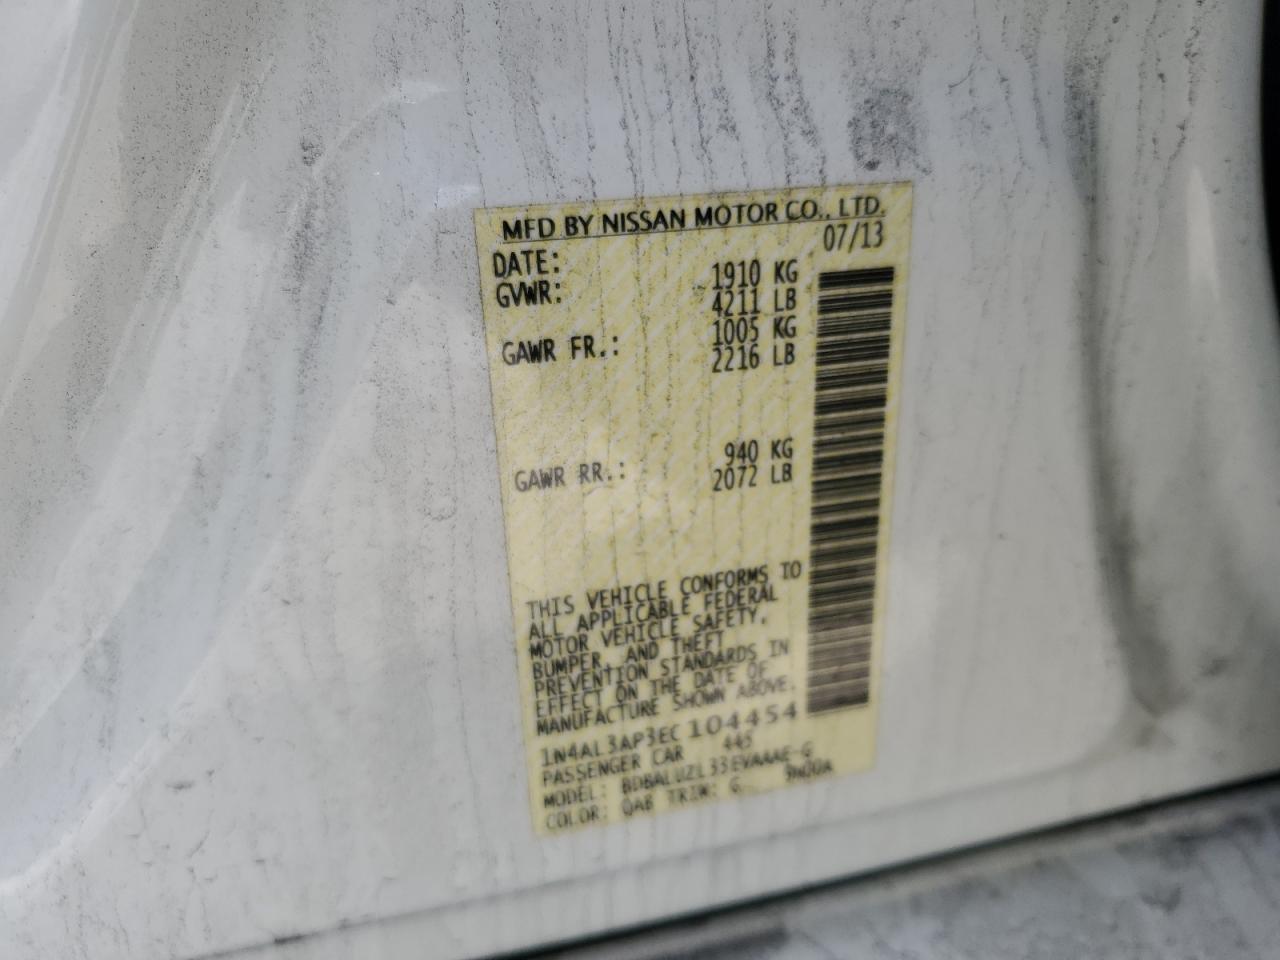 MFD BY NISSAN MOTOR CO., LTD.
DATE: 07/13
GVWR: 1910 KG
4211 LB
GAWR FR.: 1005 KG
2216 LB
GAWR RR.: 940 KG
2072 LB
THIS VEHICLE CONFORMS TO
ALL APPLICABLE FEDERAL
MOTOR VEHICLE SAFETY,
BUMPER, AND THEFT
PREVENTION STANDARDS IN
EFFECT ON THE DATE OF
MANUFACTURE SHOWN ABOVE.
1N4AL3AP3EC104454
PASSENGER CAR 445
MODEL: BDBALUZL33EVAAAE-G
COLOR: QAB TRIM: G